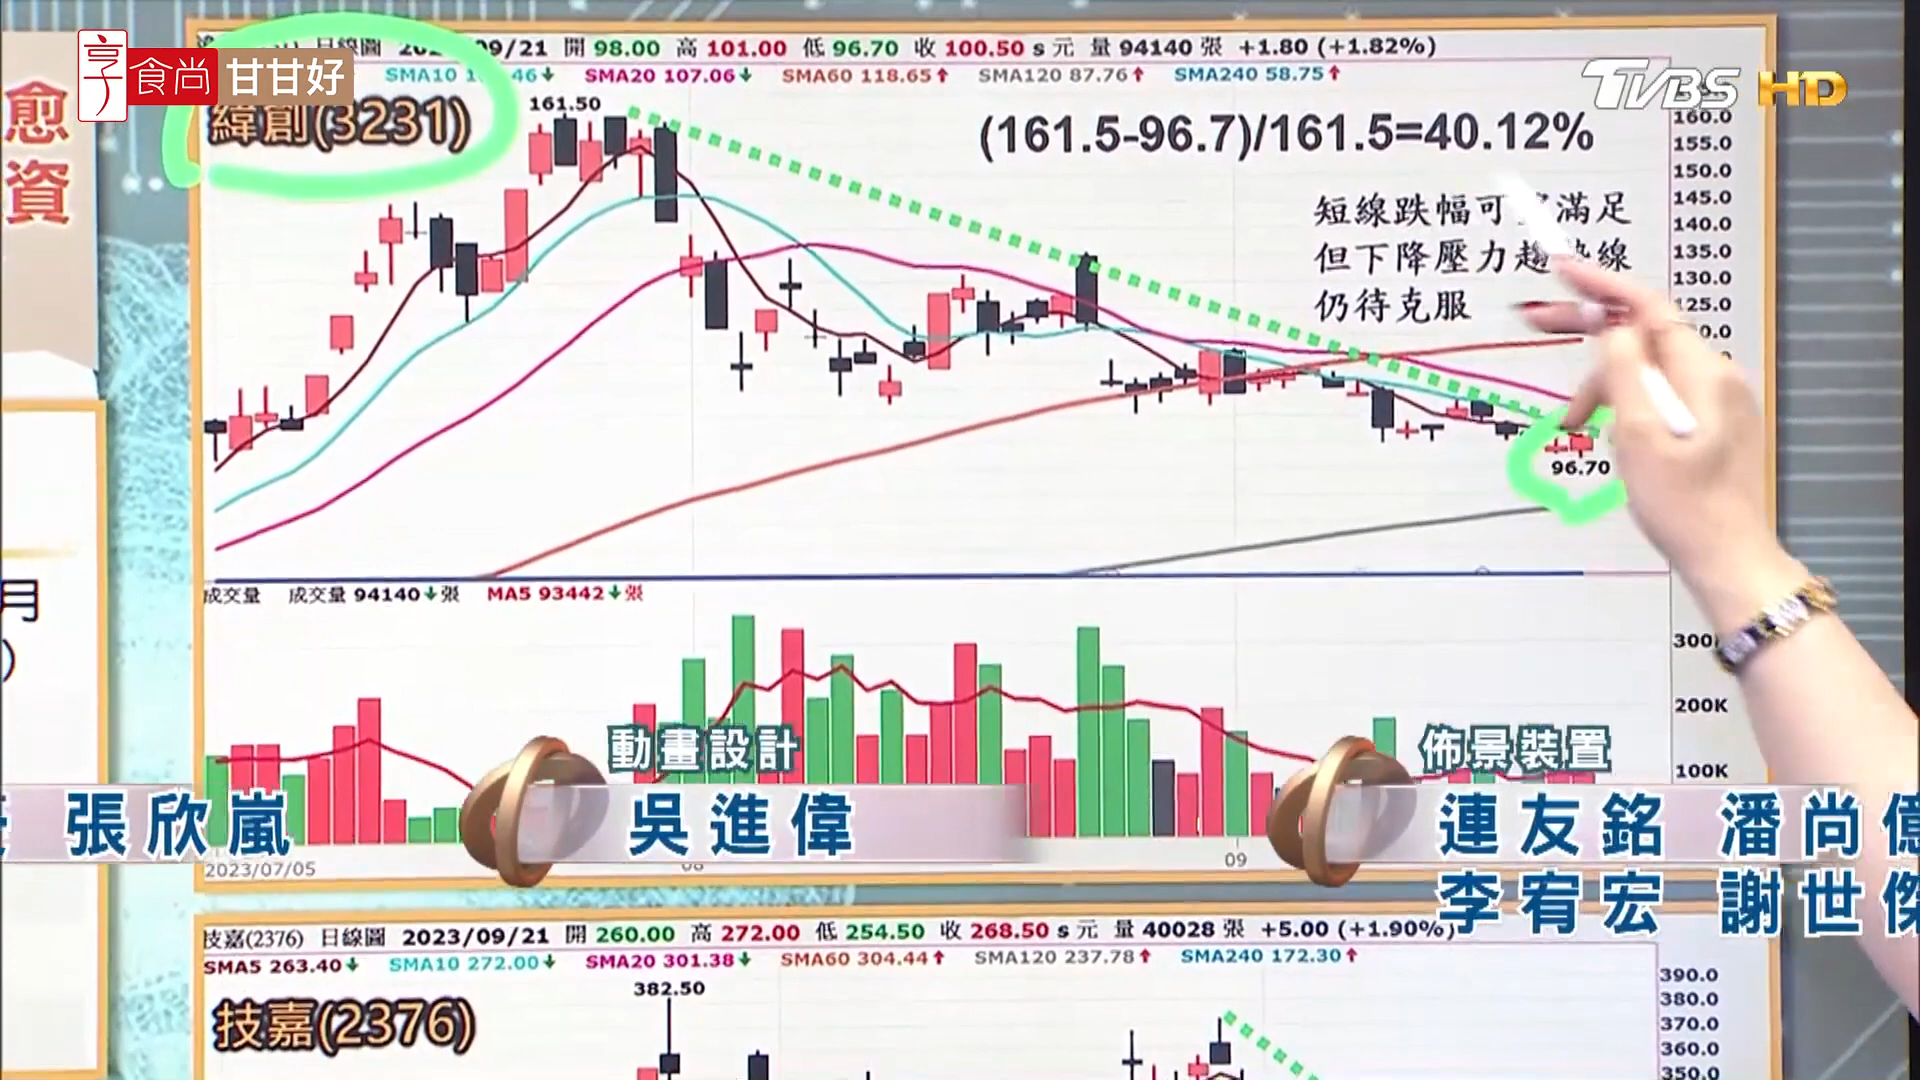 享食尚 甘甘好
TVBS HD
愈
資
月
日線圖 09/21 開 98.00 高 101.00 低 96.70 收 100.50 s 元 量 94140 張 +1.80 (+1.82%)
SMA10 SMA20 107.06↓ SMA60 118.65↑ SMA120 87.76↑ SMA240 58.75↑
緯創(3231)
161.50
(161.5-96.7)/161.5=40.12%
短線跌幅可滿足
但下降壓力趨勢線
仍待克服
160.0
155.0
150.0
145.0
140.0
135.0
130.0
125.0
96.70
成交量 成交量 94140↓張 MA5 93442↓張
200K
100K
動畫設計
佈景裝置
張欣嵐
吳進偉
連友銘 潘尚億
李宥宏 謝世傑
2023/07/05
09
技嘉(2376) 日線圖 2023/09/21 開 260.00 高 272.00 低 254.50 收 268.50 s 元 量 40028 張 +5.00 (+1.90%)
SMA5 263.40↓ SMA10 272.00↓ SMA20 301.38↓ SMA60 304.44↑ SMA120 237.78↑ SMA240 172.30↑
技嘉(2376)
382.50
390.0
380.0
370.0
360.0
350.0